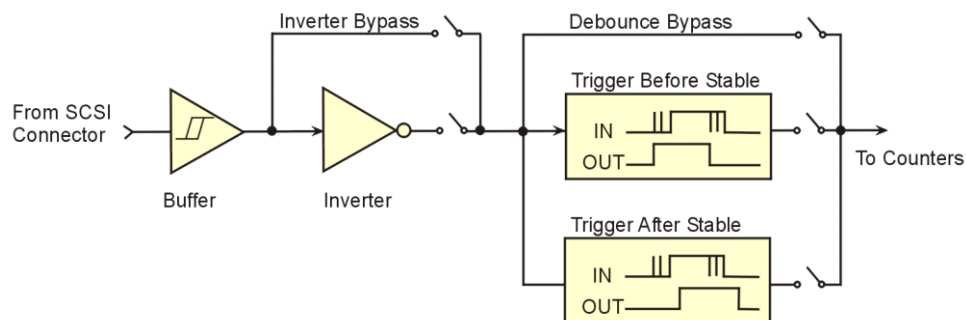 Inverter Bypass
Debounce Bypass
From SCSI
Connector
Trigger Before Stable
IN
OUT
To Counters
Buffer
Inverter
Trigger After Stable
IN
OUT